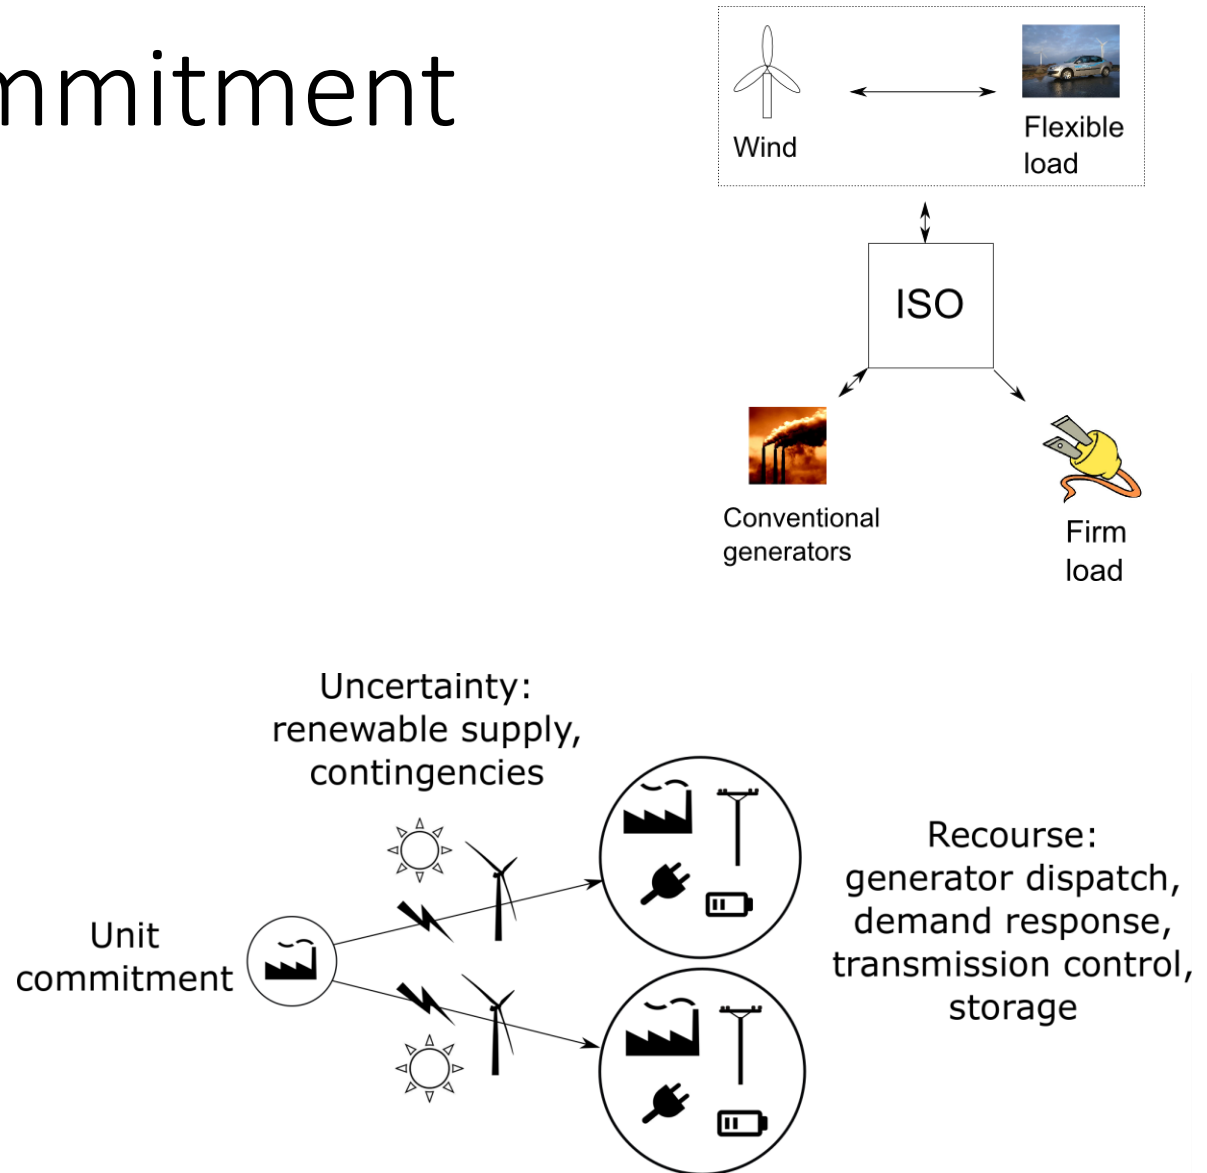 mmitment
Wind
Flexible
load
ISO
Conventional
generators
Firm
load
Uncertainty:
renewable supply,
contingencies
Unit
commitment
Recourse:
generator dispatch,
demand response,
transmission control,
storage